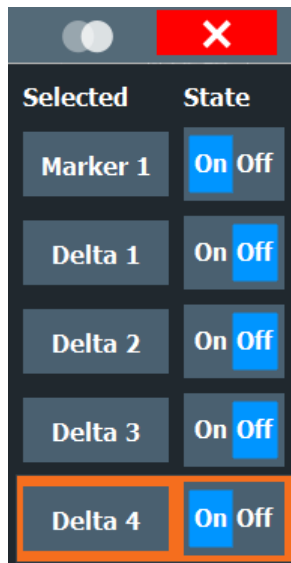 Selected State
Marker 1 On Off
Delta 1 On Off
Delta 2 On Off
Delta 3 On Off
Delta 4 On Off